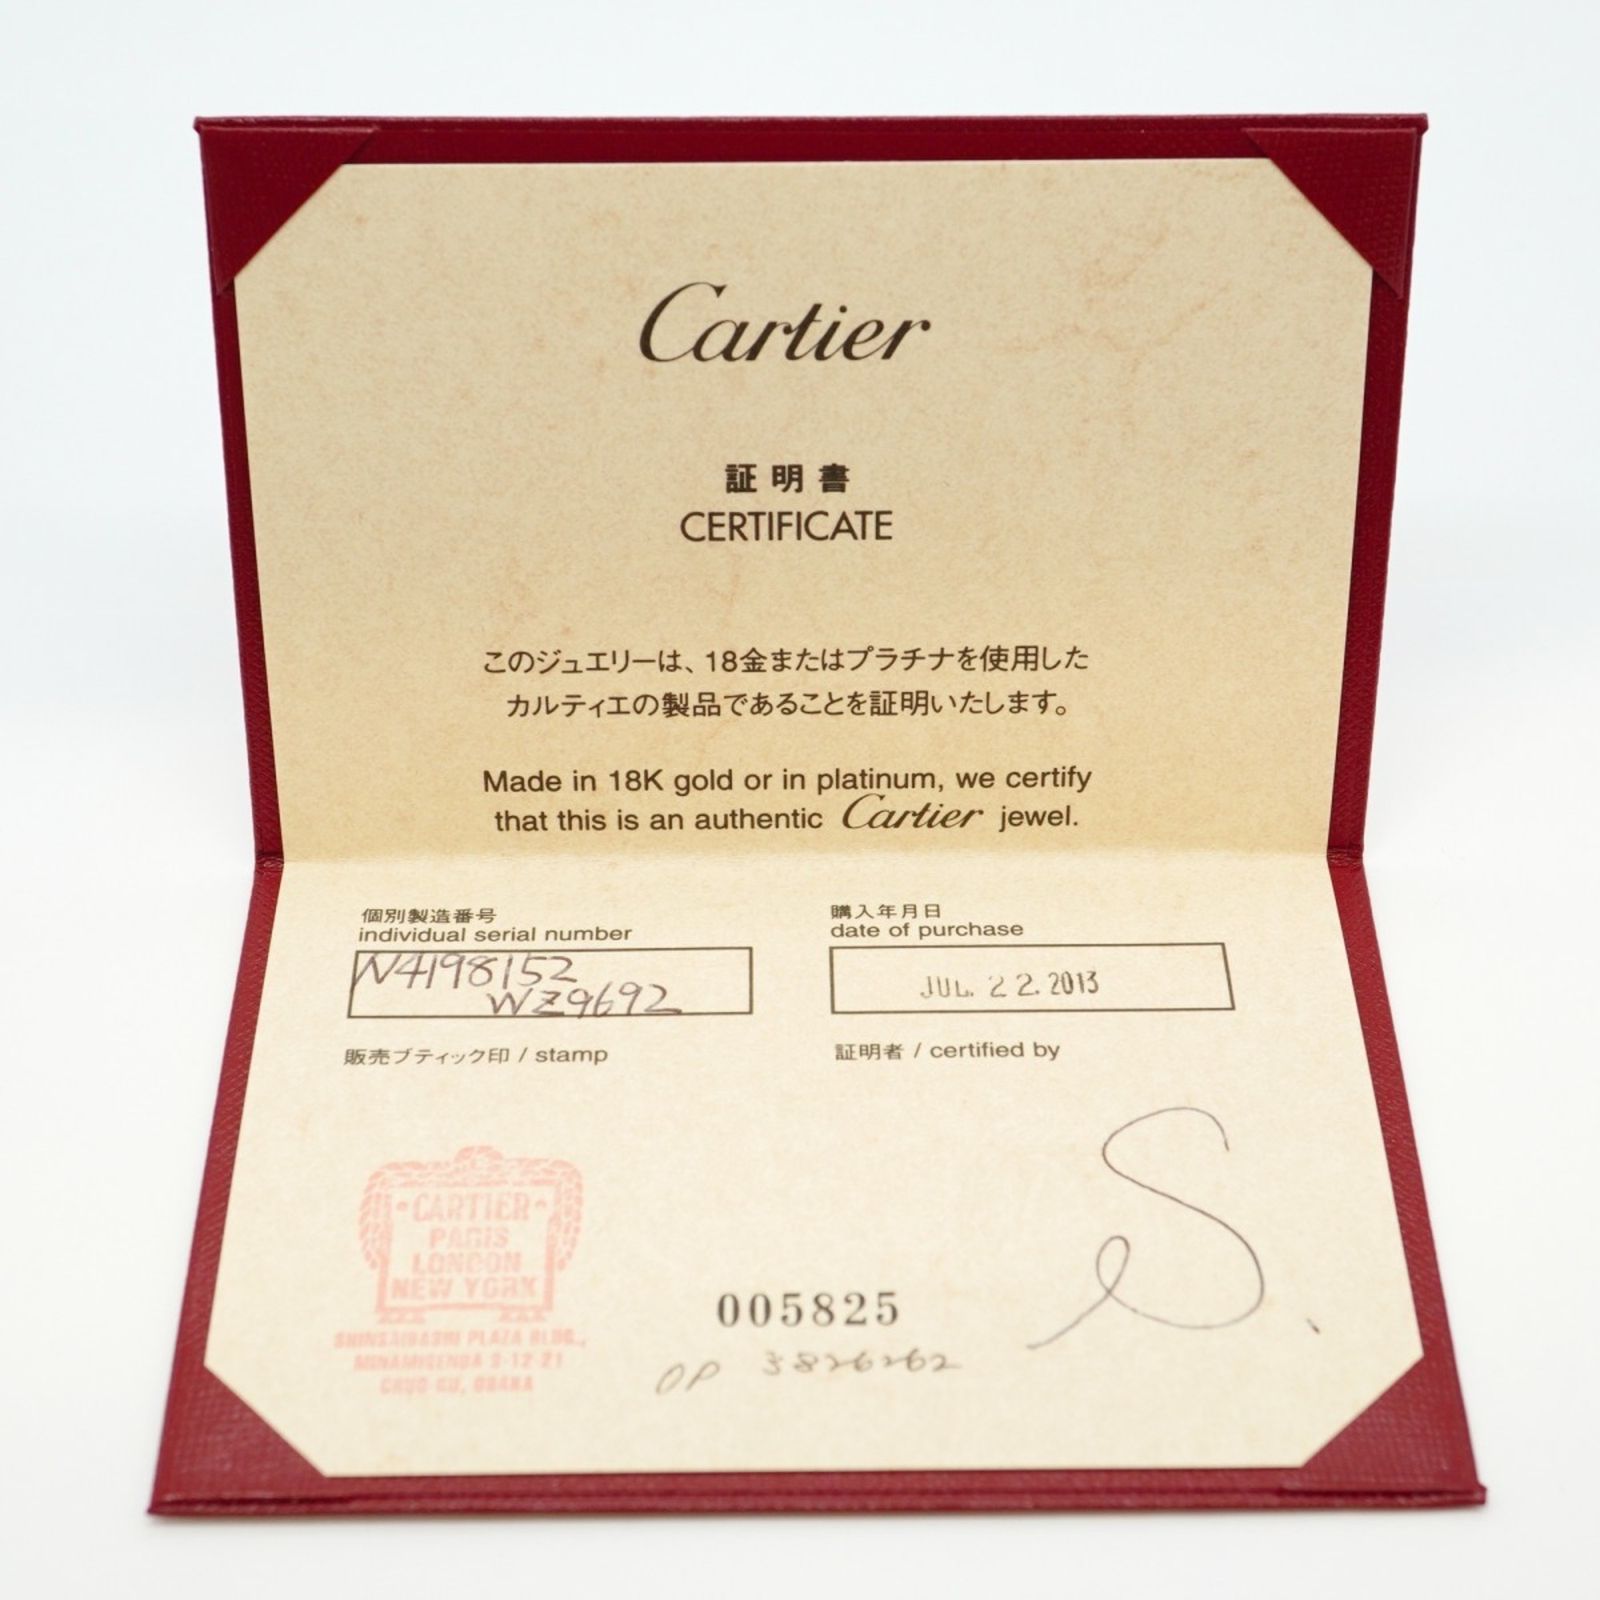 Cartier
証明書
CERTIFICATE
このジュエリーは、18金またはプラチナを使用した
カルティエの製品であることを証明いたします。
Made in 18K gold or in platinum, we certify
that this is an authentic Cartier jewel.
個別製造番号
individual serial number
N4198152
WZ9692
購入年月日
date of purchase
JUL. 22. 2013
販売ブティック印 / stamp
証明者 / certified by
CARTIER
PARIS
LONDON
NEW YORK
SHINSAIBASHI PLAZA BLDG.,
MINAMISENBA 3-12-21
CHUO-KU, OSAKA
005825
OP